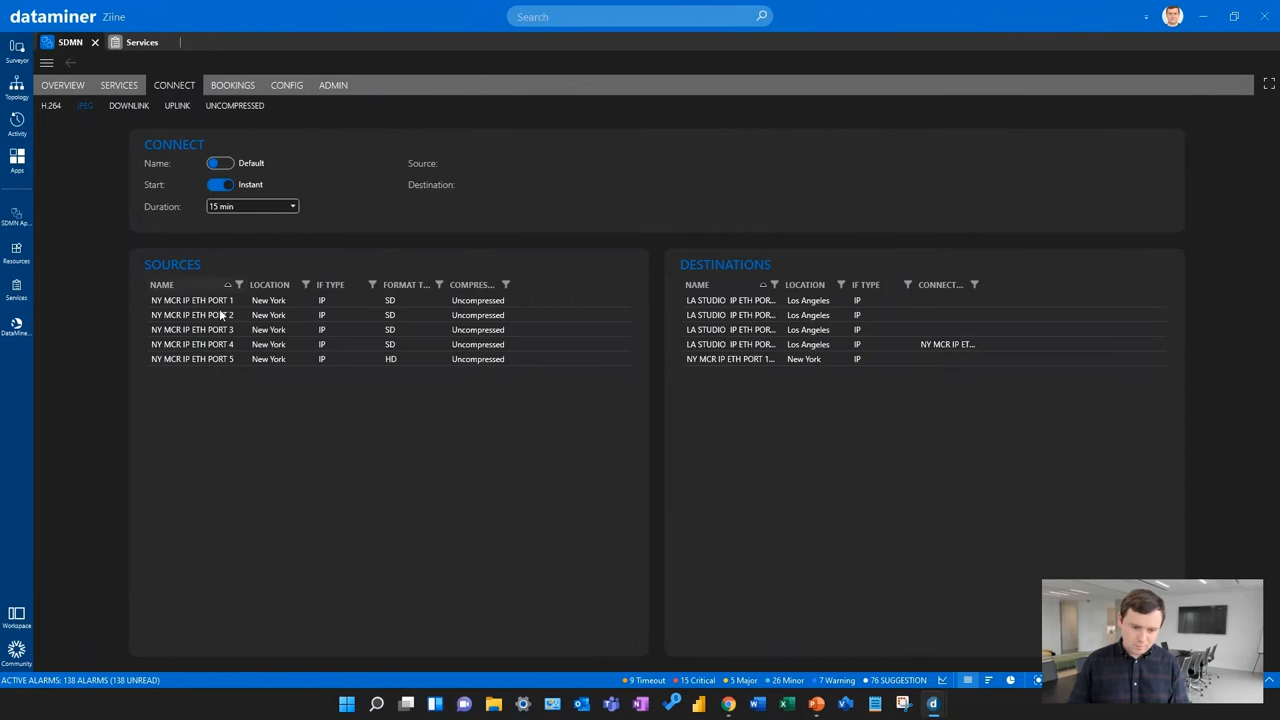 dataminer Ziine
Search
SDMN
Services
Surveyor
Topology
Activity
Apps
SDMN Ap...
Resources
Services
DataMine...
Workspace
Community
OVERVIEW SERVICES CONNECT BOOKINGS CONFIG ADMIN
H.264 JPEG DOWNLINK UPLINK UNCOMPRESSED
CONNECT
Name: Default Source:
Start: Instant Destination:
Duration: 15 min
SOURCES
NAME LOCATION IF TYPE FORMAT T... COMPRES...
NY MCR IP ETH PORT 1 New York IP SD Uncompressed
NY MCR IP ETH PORT 2 New York IP SD Uncompressed
NY MCR IP ETH PORT 3 New York IP SD Uncompressed
NY MCR IP ETH PORT 4 New York IP SD Uncompressed
NY MCR IP ETH PORT 5 New York IP HD Uncompressed
DESTINATIONS
NAME LOCATION IF TYPE CONNECT...
LA STUDIO IP ETH POR... Los Angeles IP
LA STUDIO IP ETH POR... Los Angeles IP
LA STUDIO IP ETH POR... Los Angeles IP
LA STUDIO IP ETH POR... Los Angeles IP NY MCR IP ET...
NY MCR IP ETH PORT 1... New York IP
ACTIVE ALARMS: 138 ALARMS (138 UNREAD)
9 Timeout 15 Critical 5 Major 26 Minor 7 Warning 76 SUGGESTION